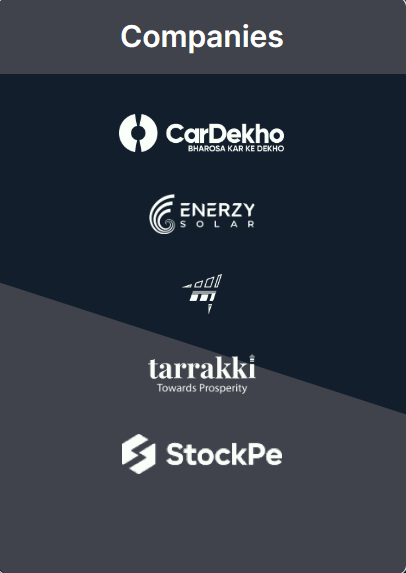 Companies
CarDekho
BHAROSA KAR KE DEKHO
ENERZY
SOLAR
tarrakki
Towards Prosperity
StockPe